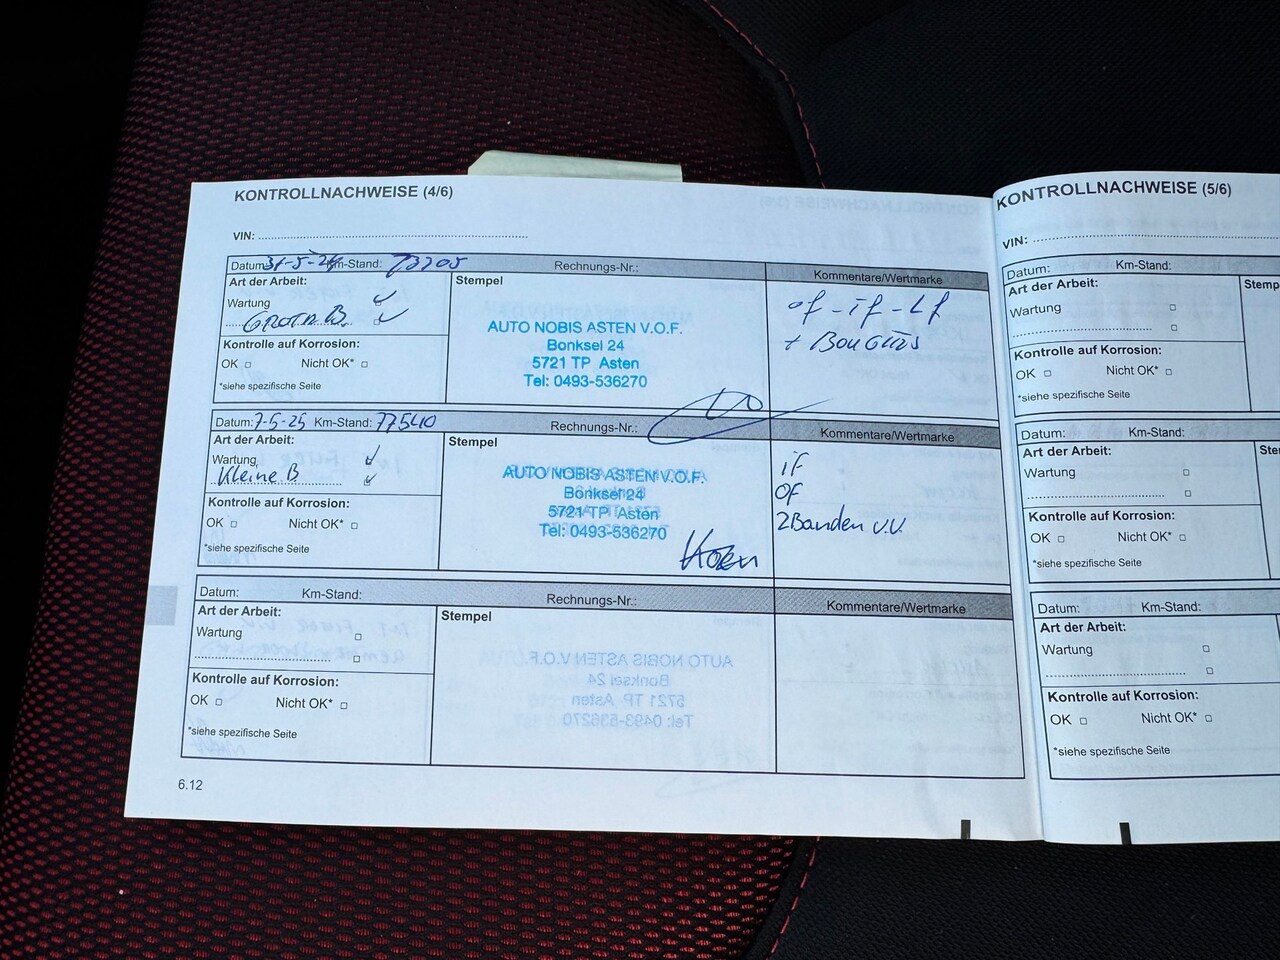 KONTROLLNACHWEISE (4/6)
VIN:
Datum: 31-5-24 Km-Stand: 73705 Rechnungs-Nr.: Kommentare/Wertmarke
Art der Arbeit:
Wartung
GROTA B.
Stempel
AUTO NOBIS ASTEN V.O.F.
Bonksel 24
5721 TP Asten
Tel: 0493-536270
of - if - Lf
+ BouGiës
Kontrolle auf Korrosion:
OK Nicht OK*
*siehe spezifische Seite
Datum: 7-5-25 Km-Stand: 77540 Rechnungs-Nr.: Kommentare/Wertmarke
Art der Arbeit:
Wartung
Kleine B
Stempel
AUTO NOBIS ASTEN V.O.F.
Bonksel 24
5721 TP Asten
Tel: 0493-536270
iF
OF
2Banden V.V.
Kontrolle auf Korrosion:
OK Nicht OK*
*siehe spezifische Seite
Datum: Km-Stand: Rechnungs-Nr.: Kommentare/Wertmarke
Art der Arbeit:
Wartung
Stempel
Kontrolle auf Korrosion:
OK Nicht OK*
*siehe spezifische Seite
6.12
KONTROLLNACHWEISE (5/6)
VIN:
Datum: Km-Stand:
Art der Arbeit:
Stemp
Wartung
Kontrolle auf Korrosion:
OK Nicht OK*
*siehe spezifische Seite
Datum: Km-Stand:
Art der Arbeit:
Ste
Wartung
Kontrolle auf Korrosion:
OK Nicht OK*
*siehe spezifische Seite
Datum: Km-Stand:
Art der Arbeit:
Wartung
Kontrolle auf Korrosion:
OK Nicht OK*
*siehe spezifische Seite